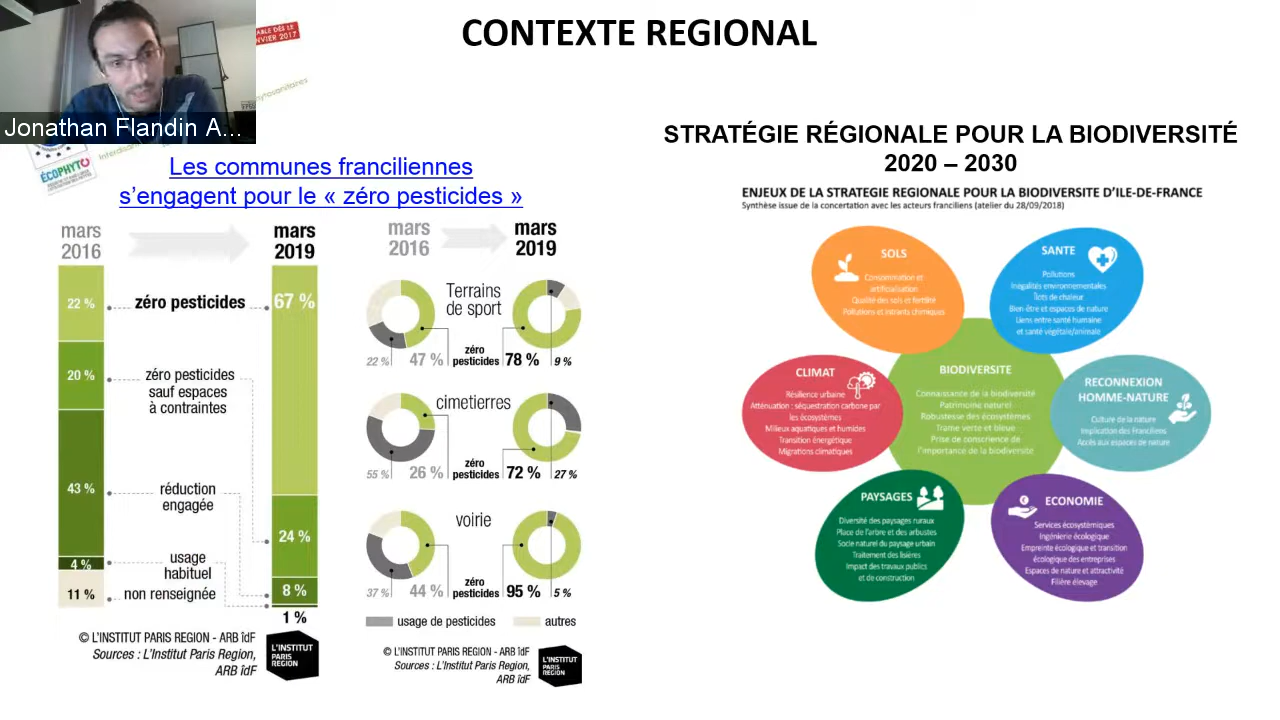 CONTEXTE REGIONAL
ABLE DÈS LE
NVIER 2017
Jonathan Flandin A...
ÉCOPHYTO
Les communes franciliennes
s'engagent pour le « zéro pesticides »
mars
2016
mars
2019
22 %
zéro pesticides
67 %
20 %
zéro pesticides
sauf espaces
à contraintes
43 %
réduction
engagée
24 %
usage
habituel
4 %
8 %
11 %
non renseignée
1 %
© L'INSTITUT PARIS REGION - ARB îdF
Sources : L'Institut Paris Region,
ARB îdF
L'INSTITUT
PARIS
REGION
mars
2016
mars
2019
Terrains
de sport
22 %
47 %
zéro
pesticides
78 %
9 %
cimetierres
55 %
26 %
zéro
pesticides
72 %
27 %
voirie
37 %
44 %
zéro
pesticides
95 %
5 %
usage de pesticides
autres
© L'INSTITUT PARIS REGION - ARB îdF
Sources : L'Institut Paris Region,
ARB îdF
L'INSTITUT
PARIS
REGION
STRATÉGIE RÉGIONALE POUR LA BIODIVERSITÉ
2020 – 2030
ENJEUX DE LA STRATEGIE REGIONALE POUR LA BIODIVERSITE D'ILE-DE-FRANCE
Synthèse issue de la concertation avec les acteurs franciliens (atelier du 28/09/2018)
SOLS
Consommation et
artificialisation
Qualité des sols et fertilité
Pollutions et intrants chimiques
SANTE
Pollutions
Inégalités environnementales
Îlots de chaleur
Bien-être et espaces de nature
Liens entre santé humaine
et santé végétale/animale
CLIMAT
Résilience urbaine
Atténuation : séquestration carbone par
les écosystèmes
Milieux aquatiques et humides
Transition énergétique
Migrations climatiques
BIODIVERSITE
Connaissance de la biodiversité
Patrimoine naturel
Robustesse des écosystèmes
Trame verte et bleue
Prise de conscience de
l'importance de la biodiversité
RECONNEXION
HOMME-NATURE
Culture de la nature
Implication des Franciliens
Accès aux espaces de nature
PAYSAGES
Diversité des paysages ruraux
Place de l'arbre et des arbustes
Socle naturel du paysage urbain
Traitement des lisières
Impact des travaux publics
et de construction
ECONOMIE
Services écosystémiques
Ingénierie écologique
Empreinte écologique et transition
écologique des entreprises
Espaces de nature et attractivité
Filière élevage